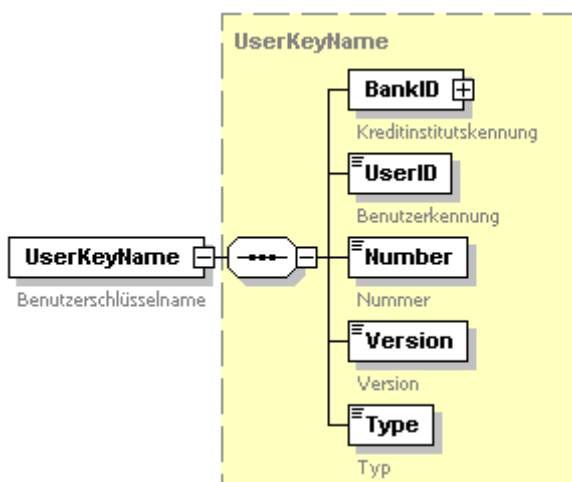 UserKeyName
BankID
Kreditinstitutskennung
UserID
Benutzerkennung
UserKeyName
Benutzerschlüsselname
Number
Nummer
Version
Version
Type
Typ